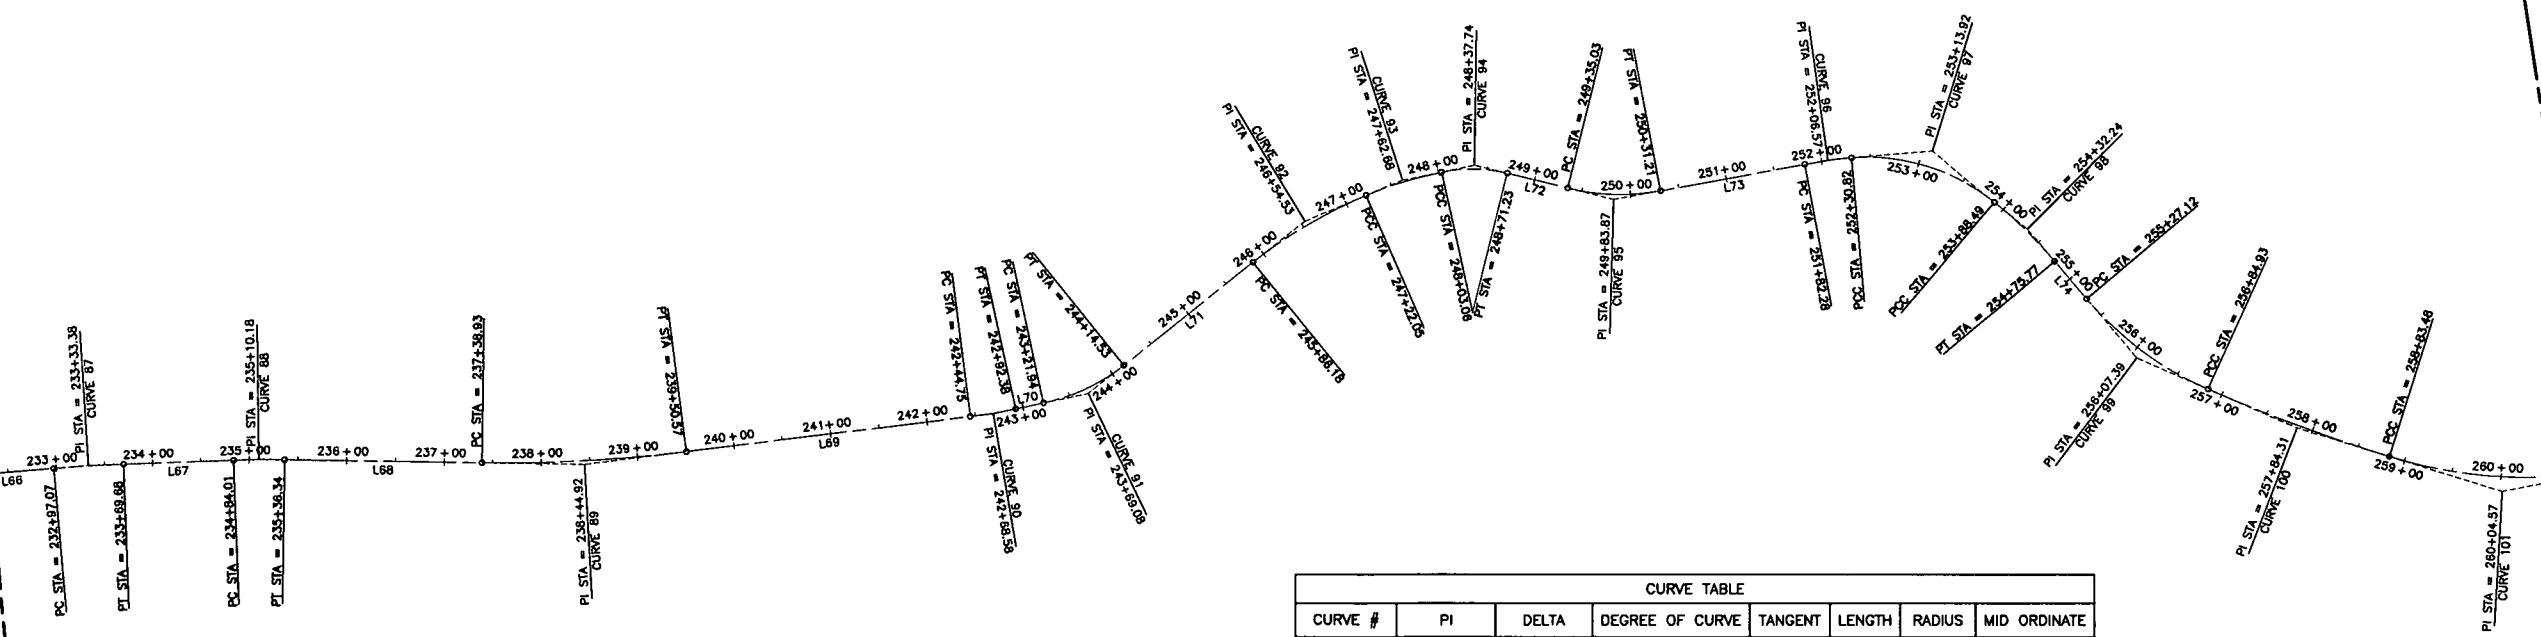 L66
233+00
PC STA = 232+97.07
PI STA = 233+33.38
CURVE 87
PT STA = 233+69.68
234+00
L67
PC STA = 234+84.01
235+00
PI STA = 235+10.18
CURVE 88
PT STA = 235+36.34
236+00
L68
237+00
PC STA = 237+38.93
238+00
PI STA = 238+44.92
CURVE 89
239+00
PT STA = 239+50.57
240+00
241+00
L69
242+00
PC STA = 242+44.75
CURVE 90
PI STA = 242+68.58
PT STA = 242+92.38
243+00
L70
PC STA = 243+21.94
CURVE 91
PI STA = 243+69.08
244+00
PT STA = 244+14.53
245+00
L71
PC STA = 245+86.18
246+00
CURVE 92
PI STA = 246+54.53
247+00
PCC STA = 247+22.05
CURVE 93
PI STA = 247+62.68
248+00
PCC STA = 248+03.06
PI STA = 248+37.74
CURVE 94
PT STA = 248+71.23
249+00
L72
PC STA = 249+35.03
PI STA = 249+83.87
CURVE 95
250+00
PT STA = 250+31.21
251+00
L73
PC STA = 251+82.28
252+00
CURVE 96
PI STA = 252+06.57
PCC STA = 252+30.82
253+00
PI STA = 253+13.92
CURVE 97
PCC STA = 253+88.49
254+00
PI STA = 254+32.24
CURVE 98
PT STA = 254+75.77
255+00
L74
PC STA = 255+27.12
256+00
PI STA = 256+07.39
CURVE 99
PCC STA = 256+84.93
257+00
PI STA = 257+84.31
CURVE 100
258+00
PCC STA = 258+83.48
259+00
260+00
PI STA = 260+04.57
CURVE 101
CURVE TABLE
CURVE # PI DELTA DEGREE OF CURVE TANGENT LENGTH RADIUS MID ORDINATE